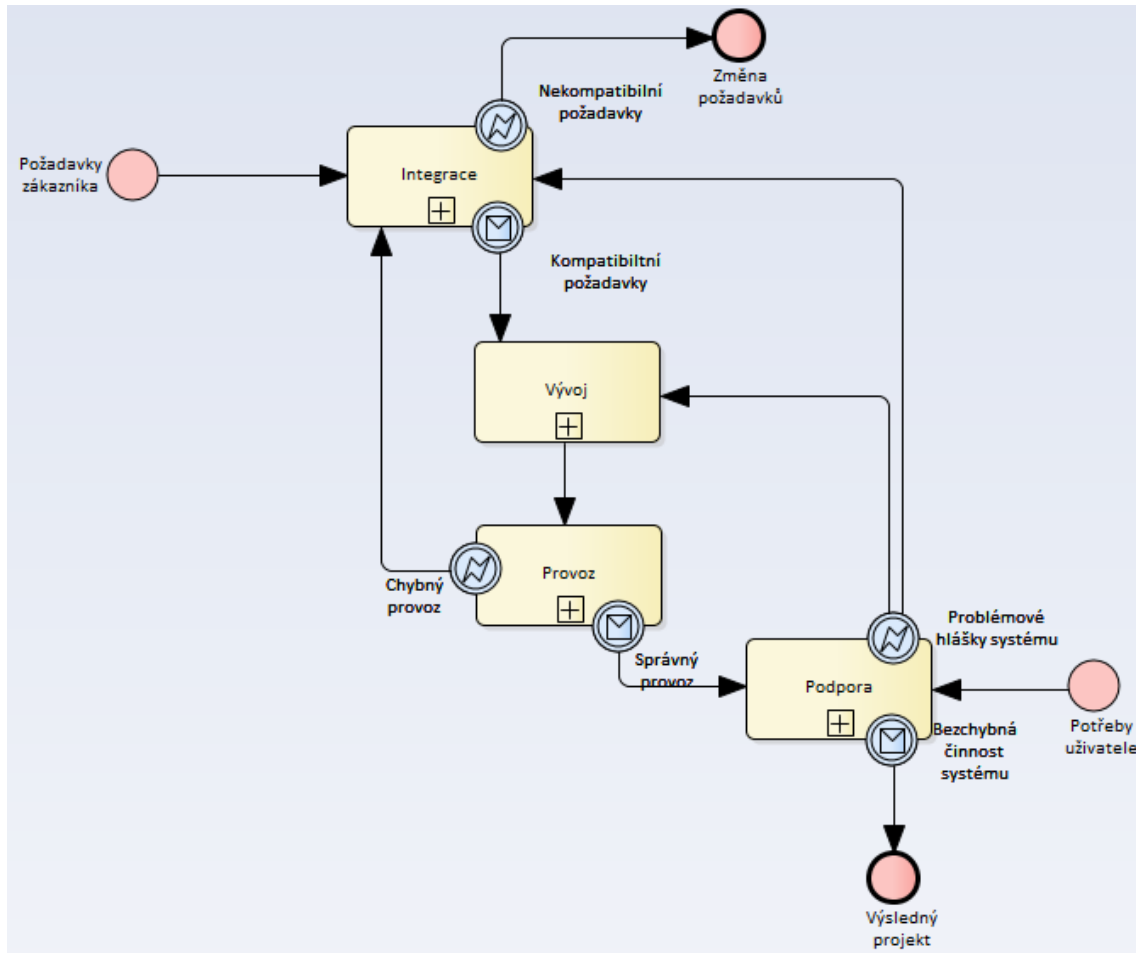 Změna
požadavků
Nekompatibilní
požadavky
Požadavky
zákazníka
Integrace
Kompatibiltní
požadavky
Vývoj
Provoz
Chybný
provoz
Správný
provoz
Problémové
hlášky systému
Podpora
Potřeby
uživatele
Bezchybná
činnost
systému
Výsledný
projekt